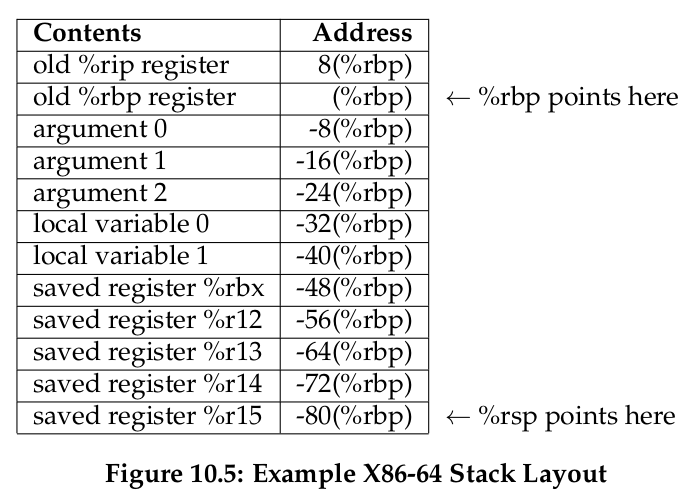 Contents Address
old %rip register 8(%rbp)
old %rbp register (%rbp) ← %rbp points here
argument 0 -8(%rbp)
argument 1 -16(%rbp)
argument 2 -24(%rbp)
local variable 0 -32(%rbp)
local variable 1 -40(%rbp)
saved register %rbx -48(%rbp)
saved register %r12 -56(%rbp)
saved register %r13 -64(%rbp)
saved register %r14 -72(%rbp)
saved register %r15 -80(%rbp) ← %rsp points here
Figure 10.5: Example X86-64 Stack Layout